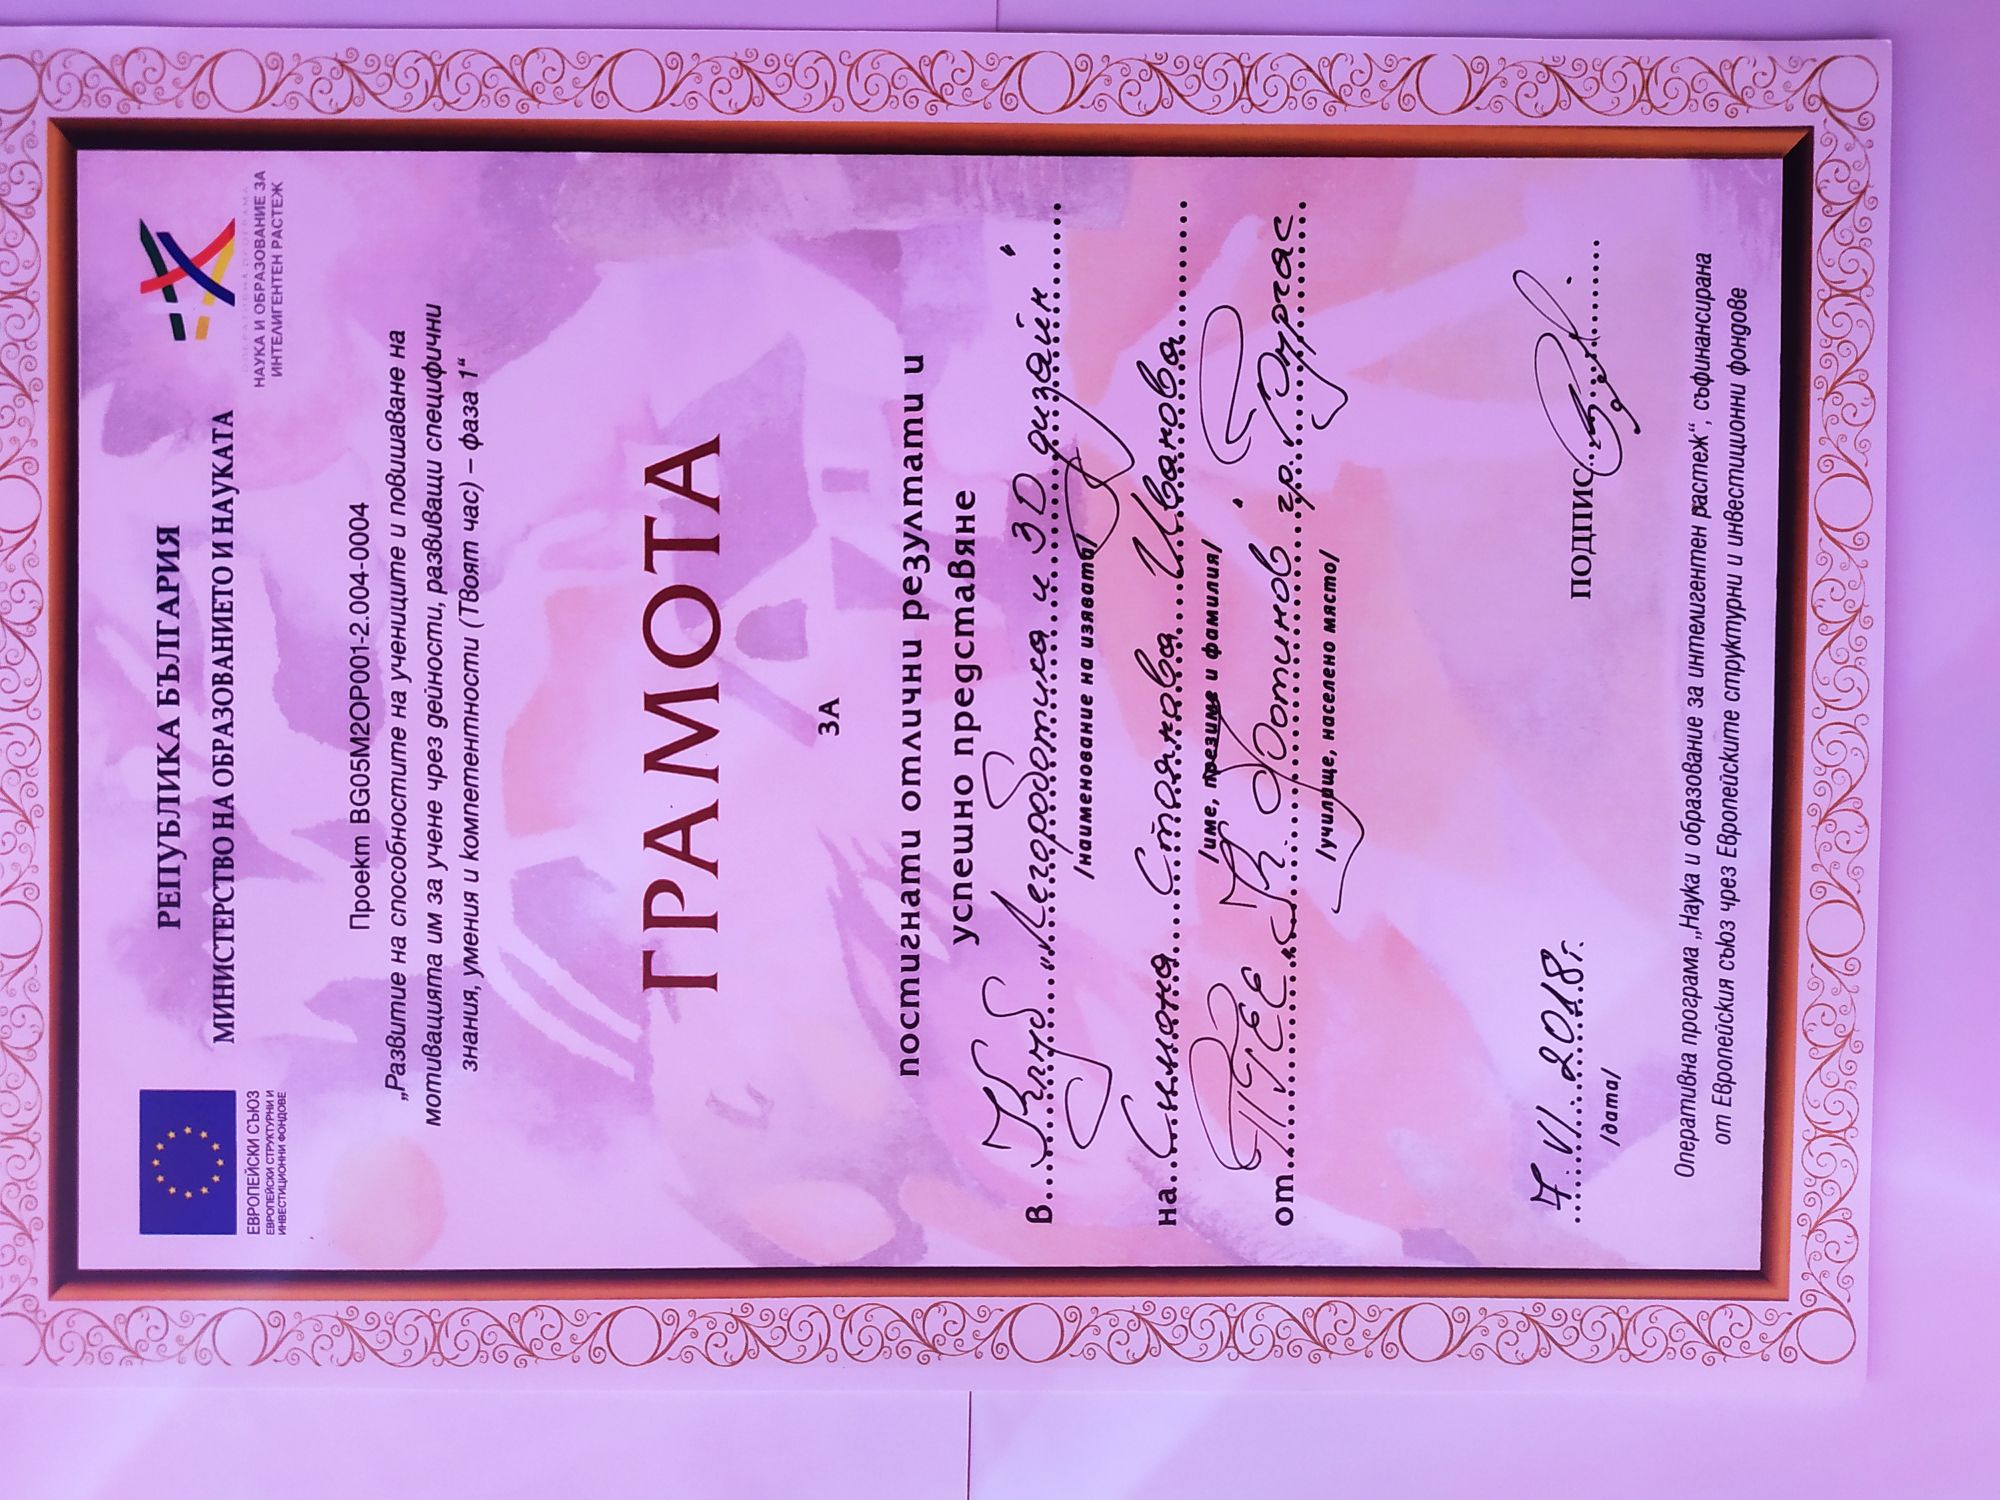 РЕПУБЛИКА БЪЛГАРИЯ
МИНИСТЕРСТВО НА ОБРАЗОВАНИЕТО И НАУКАТА
ЕВРОПЕЙСКИ СЪЮЗ
ЕВРОПЕЙСКИ СТРУКТУРНИ И
ИНВЕСТИЦИОННИ ФОНДОВЕ
ОПЕРАТИВНА ПРОГРАМА
НАУКА И ОБРАЗОВАНИЕ ЗА
ИНТЕЛИГЕНТЕН РАСТЕЖ
Проект BG05M2OP001-2.004-0004
„Развитие на способностите на учениците и повишаване на
мотивацията им за учене чрез дейности, развиващи специфични
знания, умения и компетентности (Твоят час) – фаза 1“
ГРАМОТА
ЗА
постигнати отлични резултати и
успешно представяне
в Клуб „Легороботика и 3D дизайн“
/наименование на изявата/
на Симона Стоянова Иванова
/име, презиме и фамилия/
от ПГЕЕ „К. Фотинов“ гр. Бургас
/училище, населено място/
7.VI.2018г.
/дата/
ПОДПИС
Оперативна програма „Наука и образование за интелигентен растеж“, съфинансирана
от Европейския съюз чрез Европейските структурни и инвестиционни фондове